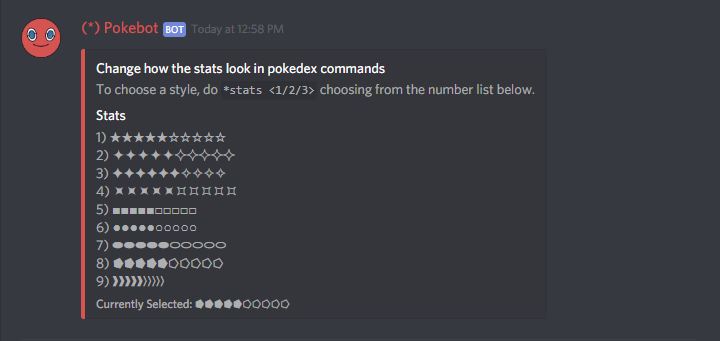 (*) Pokebot BOT Today at 12:58 PM
Change how the stats look in pokedex commands
To choose a style, do *stats <1/2/3> choosing from the number list below.
Stats
1) ★★★★★☆☆☆☆☆
2) ✦✦✦✦✦✧✧✧✧✧
3) ✦✦✦✦✦✦✧✧✧✧
4) 🟄🟄🟄🟄🟄⌑⌑⌑⌑⌑
5) ■■■■■□□□□□
6) ●●●●●○○○○○
7) ⬬⬬⬬⬬⬬⬭⬭⬭⬭⬭
8) ⬟⬟⬟⬟⬟⬠⬠⬠⬠⬠
9) ❱❱❱❱❱⟩⟩⟩⟩⟩
Currently Selected: ⬟⬟⬟⬟⬟⬠⬠⬠⬠⬠